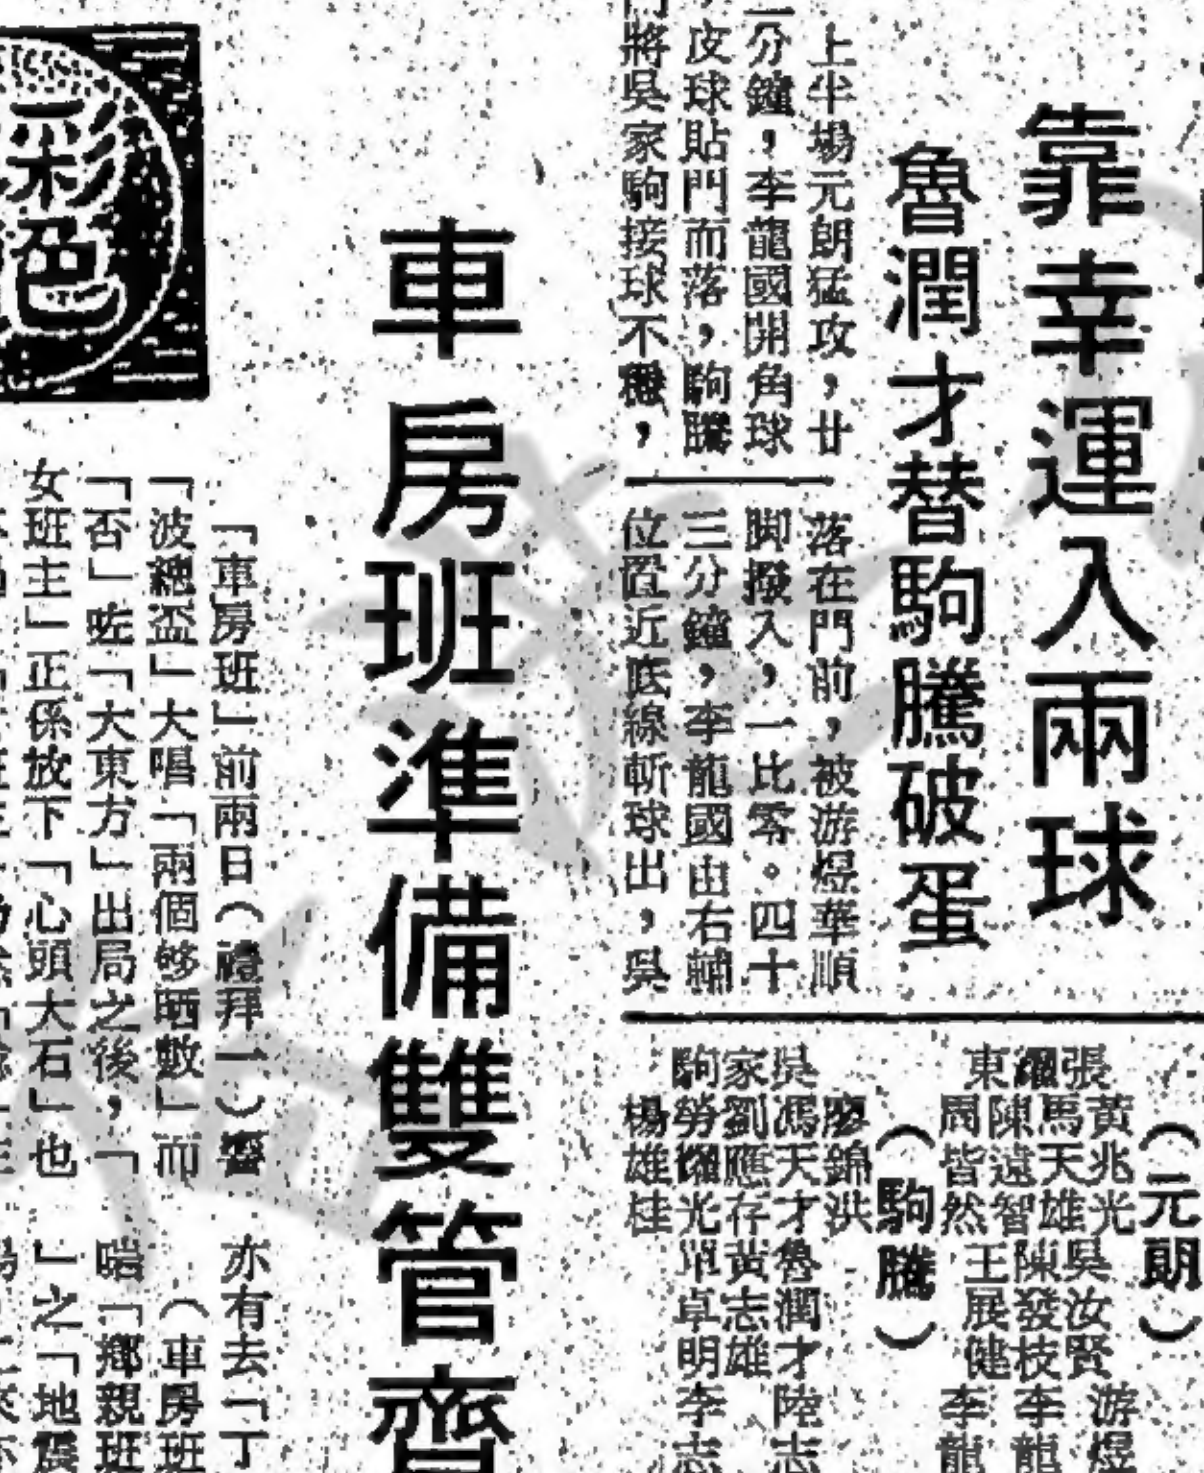 靠幸運入兩球
魯潤才替駒騰破蛋
上半場元朗猛攻，廿
分鐘，李龍國開角球
皮球貼門而落，駒騰
將吳家駒接球不穩，
落在門前，被游煜華順
脚撥入，一比零。四十
三分鐘，李龍國由右輔
位置近底線斬球出，吳
（元朗）
張黃兆光吳汝賢 游煜
馬天雄陳發枝李龍
東陳遠智王展健李龍
周皆然
（駒騰）
廖錦洪
吳馮天才魯潤才陸志
家劉應存黃志雄
駒勞耀光單卓明李志
楊雄桂
車房班準備雙管齊
彩色
「車房班」前兩日（禮拜一）響
「波總盃」大唱「兩個够晒數」而
「否」咗「大東方」出局之後，「
女班主」正係放下「心頭大石」也
亦有去「丁
（車房班
啱「鄉親班
」之「地震